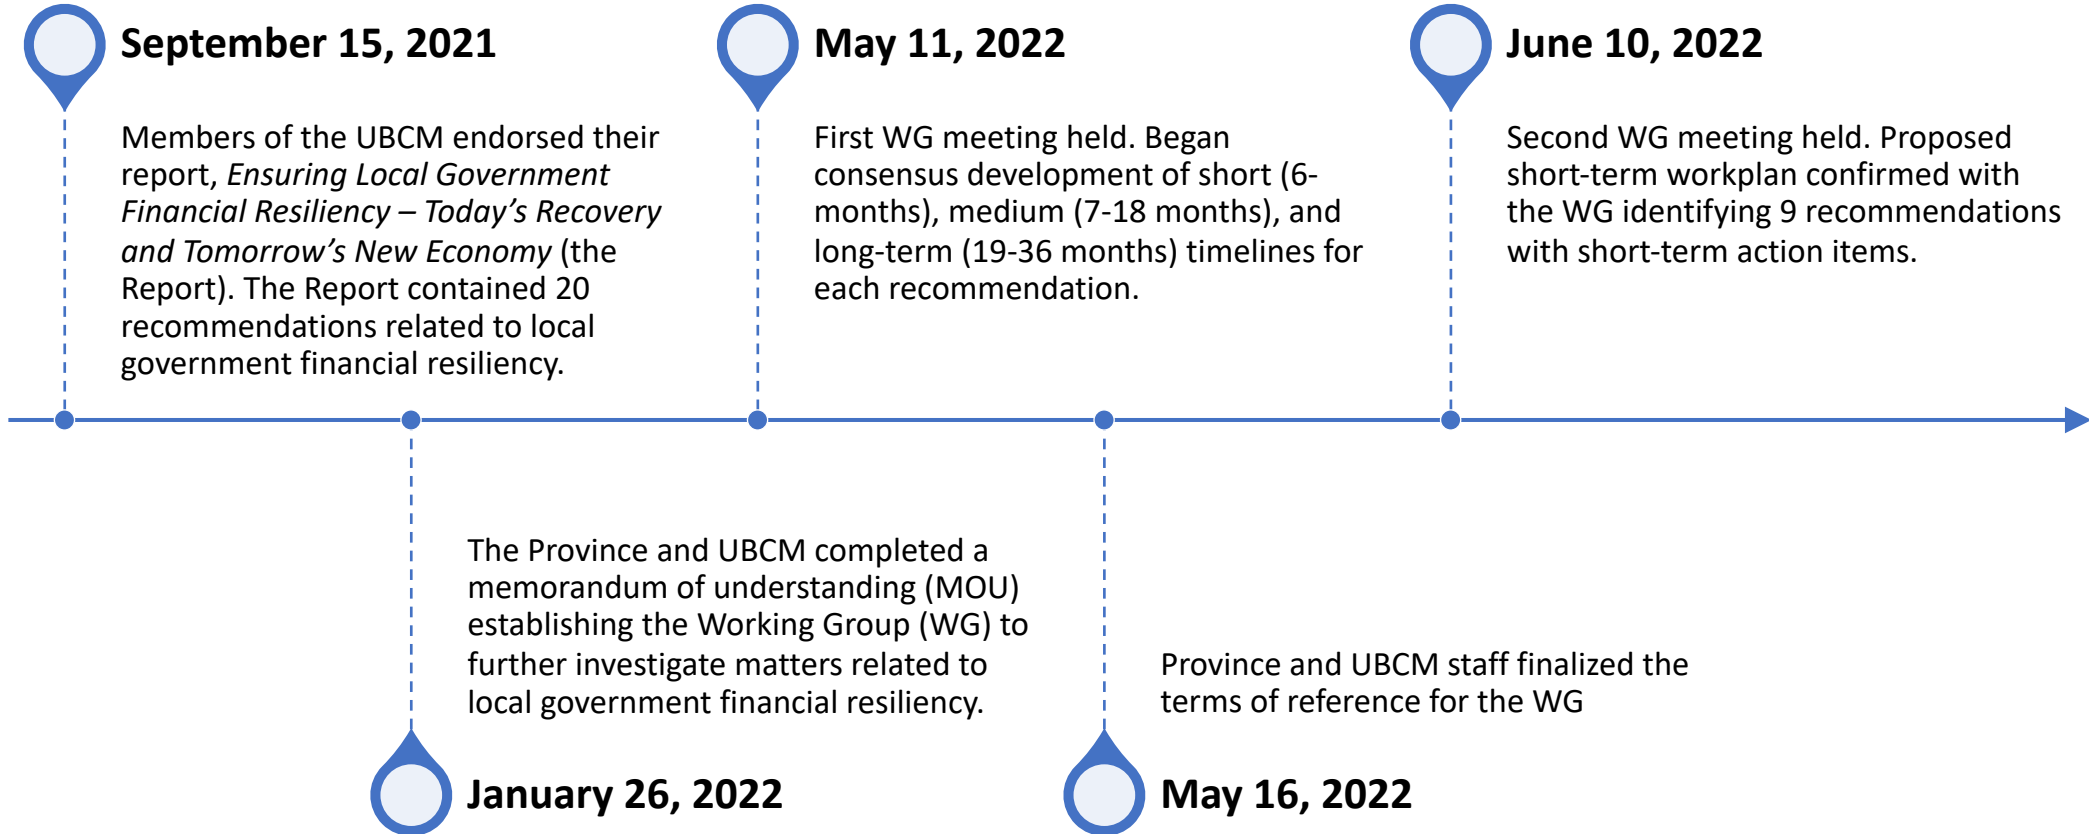 September 15, 2021
Members of the UBCM endorsed their
report, Ensuring Local Government
Financial Resiliency – Today’s Recovery
and Tomorrow’s New Economy (the
Report). The Report contained 20
recommendations related to local
government financial resiliency.
The Province and UBCM completed a
memorandum of understanding (MOU)
establishing the Working Group (WG) to
further investigate matters related to
local government financial resiliency.
January 26, 2022
May 11, 2022
First WG meeting held. Began
consensus development of short (6-
months), medium (7-18 months), and
long-term (19-36 months) timelines for
each recommendation.
Province and UBCM staff finalized the
terms of reference for the WG
May 16, 2022
June 10, 2022
Second WG meeting held. Proposed
short-term workplan confirmed with
the WG identifying 9 recommendations
with short-term action items.